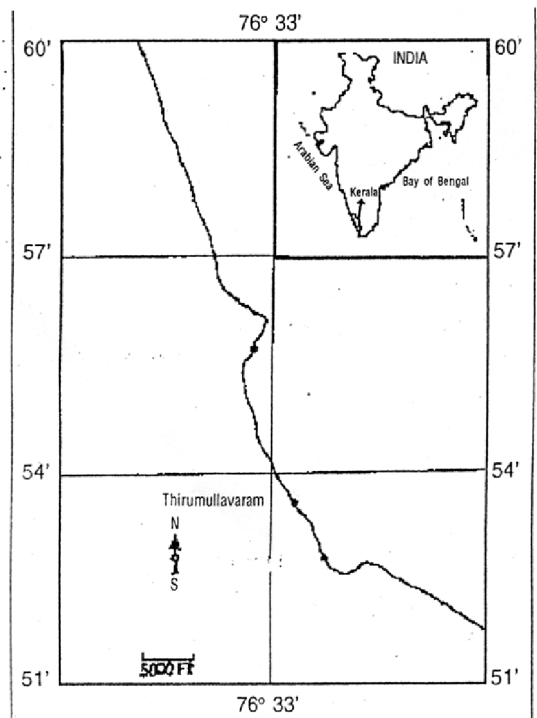 76° 33'
60'
60'
INDIA
Arabian Sea
Kerala
Bay of Bengal
57'
57'
54'
54'
Thirumullavaram
N
S
5000 FT
51'
51'
76° 33'